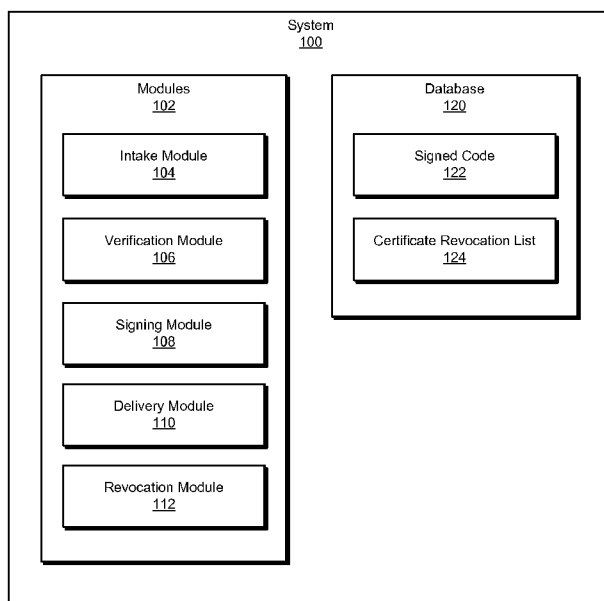 System
100
Modules
102
Intake Module
104
Verification Module
106
Signing Module
108
Delivery Module
110
Revocation Module
112
Database
120
Signed Code
122
Certificate Revocation List
124